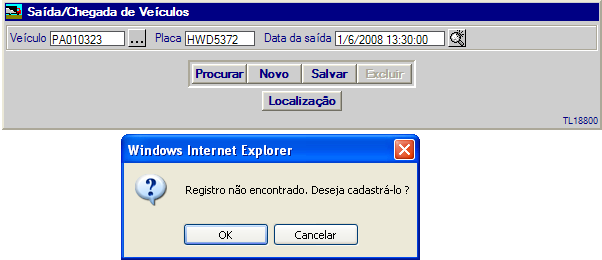 Saída/Chegada de Veículos
Veículo PA010323 ... Placa HWD5372 Data da saída 1/6/2008 13:30:00
Procurar Novo Salvar Excluir
Localização
TL18800
Windows Internet Explorer
Registro não encontrado. Deseja cadastrá-lo ?
OK Cancelar